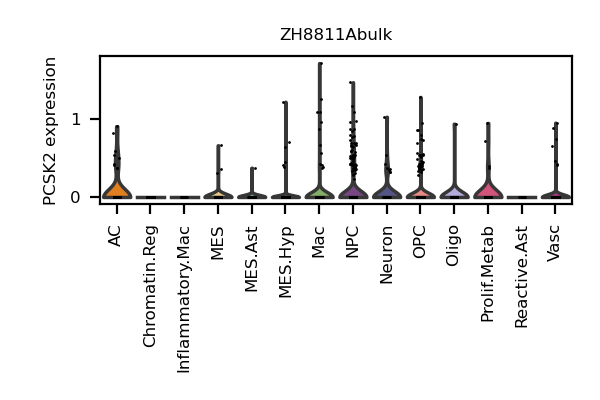 ZH8811Abulk
PCSK2 expression
1
0
AC
Chromatin.Reg
Inflammatory.Mac
MES
MES.Ast
MES.Hyp
Mac
NPC
Neuron
OPC
Oligo
Prolif.Metab
Reactive.Ast
Vasc